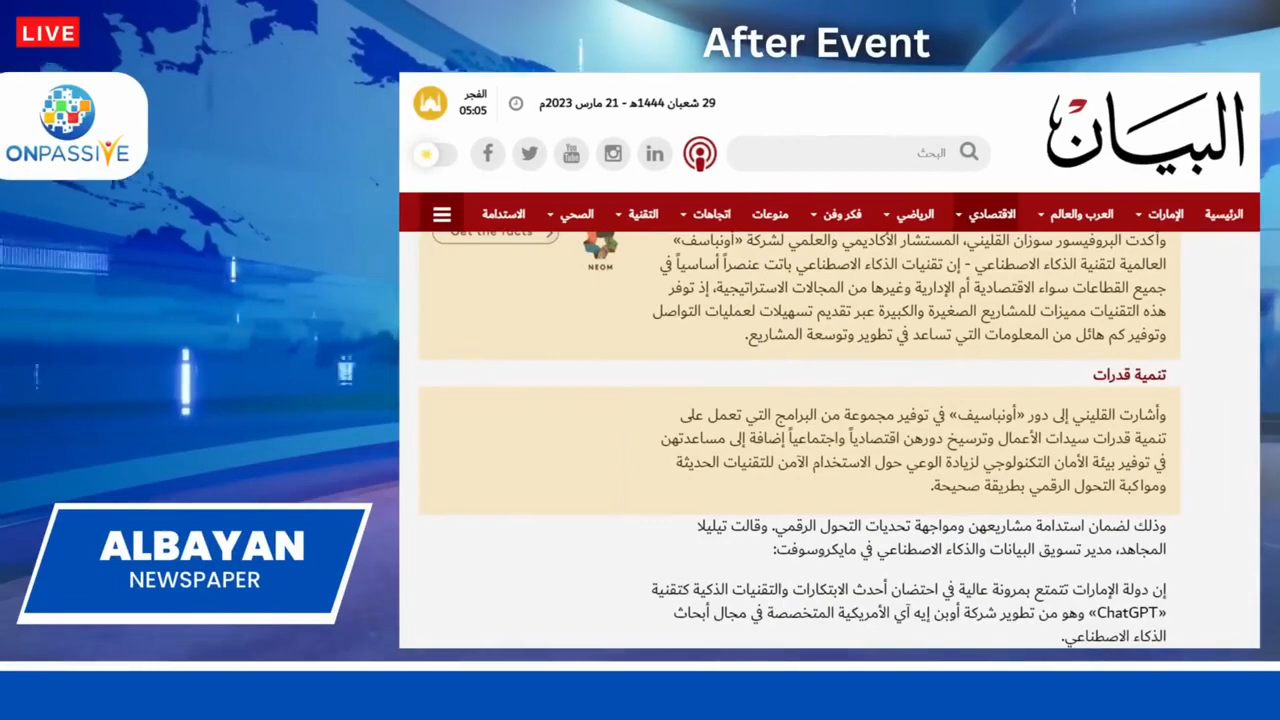 LIVE
After Event
ONPASSIVE
الفجر
05:05
29 شعبان 1444هـ - 21 مارس 2023م
البيان
البحث
الرئيسية
الإمارات
العرب والعالم
الاقتصادي
الرياضي
فكر وفن
منوعات
اتجاهات
التقنية
الصحي
الاستدامة
Get the facts
NEOM
وأكدت البروفيسور سوزان القليني، المستشار الأكاديمي والعلمي لشركة «أونباسف»
العالمية لتقنية الذكاء الاصطناعي - إن تقنيات الذكاء الاصطناعي باتت عنصراً أساسياً في
جميع القطاعات سواء الاقتصادية أم الإدارية وغيرها من المجالات الاستراتيجية، إذ توفر
هذه التقنيات مميزات للمشاريع الصغيرة والكبيرة عبر تقديم تسهيلات لعمليات التواصل
وتوفير كم هائل من المعلومات التي تساعد في تطوير وتوسعة المشاريع.
تنمية قدرات
وأشارت القليني إلى دور «أونباسيف» في توفير مجموعة من البرامج التي تعمل على
تنمية قدرات سيدات الأعمال وترسيخ دورهن اقتصادياً واجتماعياً إضافة إلى مساعدتهن
في توفير بيئة الأمان التكنولوجي لزيادة الوعي حول الاستخدام الآمن للتقنيات الحديثة
ومواكبة التحول الرقمي بطريقة صحيحة.
وذلك لضمان استدامة مشاريعهن ومواجهة تحديات التحول الرقمي. وقالت تيليلا
المجاهد، مدير تسويق البيانات والذكاء الاصطناعي في مايكروسوفت:
إن دولة الإمارات تتمتع بمرونة عالية في احتضان أحدث الابتكارات والتقنيات الذكية كتقنية
«ChatGPT» وهو من تطوير شركة أوبن إيه آي الأمريكية المتخصصة في مجال أبحاث
الذكاء الاصطناعي.
ALBAYAN
NEWSPAPER